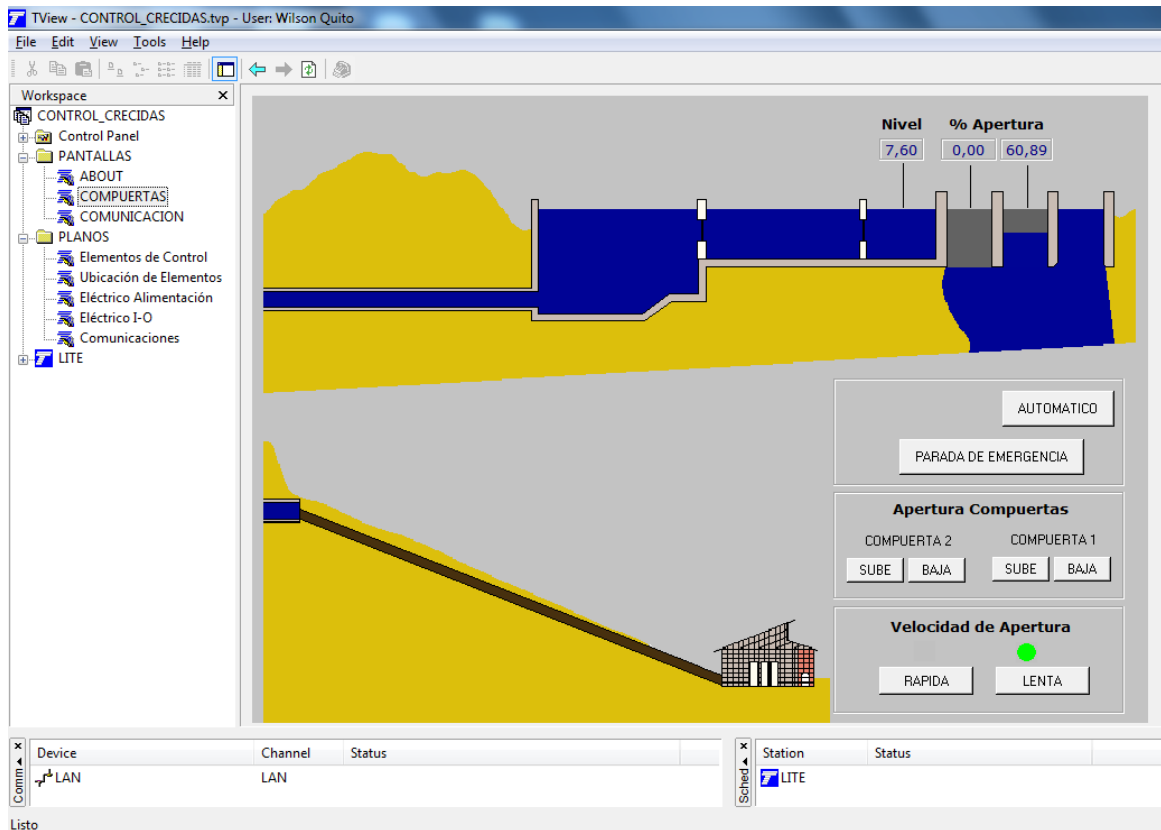 TView - CONTROL_CRECIDAS.tvp - User: Wilson Quito
File Edit View Tools Help
Workspace
CONTROL_CRECIDAS
Control Panel
PANTALLAS
ABOUT
COMPUERTAS
COMUNICACION
PLANOS
Elementos de Control
Ubicación de Elementos
Eléctrico Alimentación
Eléctrico I-O
Comunicaciones
LITE
Nivel % Apertura
7,60 0,00 60,89
AUTOMATICO
PARADA DE EMERGENCIA
Apertura Compuertas
COMPUERTA 2 COMPUERTA 1
SUBE BAJA SUBE BAJA
Velocidad de Apertura
RAPIDA LENTA
Comm
Device Channel Status
LAN LAN
Sched
Station Status
LITE
Listo